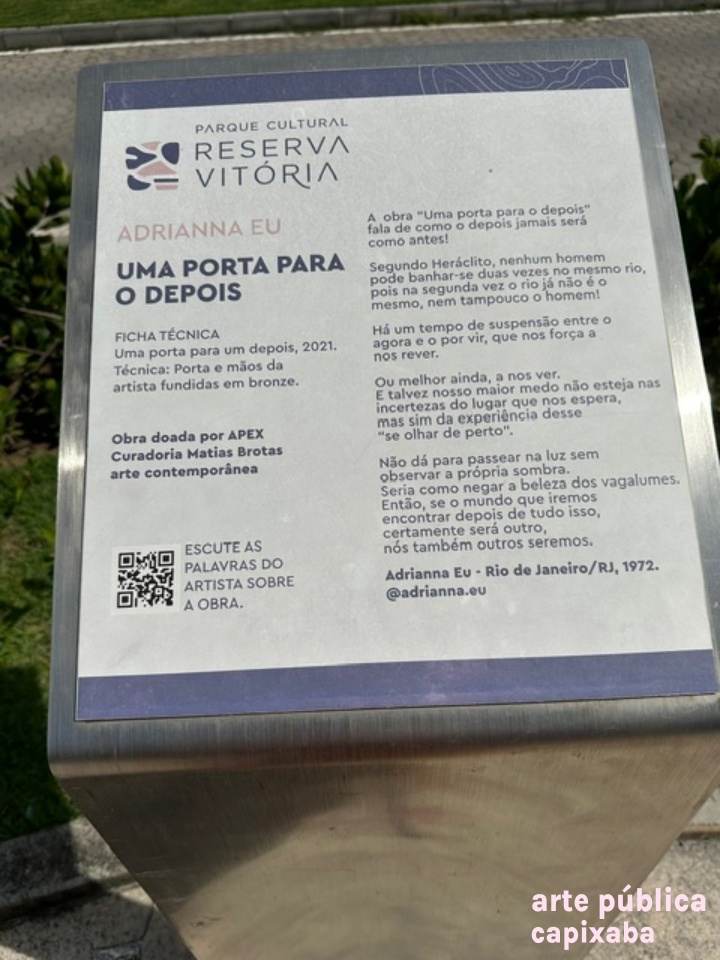 PARQUE CULTURAL
RESERVA
VITÓRIA
ADRIANNA EU
UMA PORTA PARA
O DEPOIS
FICHA TÉCNICA
Uma porta para um depois, 2021.
Técnica: Porta e mãos da
artista fundidas em bronze.
Obra doada por APEX
Curadoria Matias Brotas
arte contemporânea
ESCUTE AS
PALAVRAS DO
ARTISTA SOBRE
A OBRA.
A obra "Uma porta para o depois"
fala de como o depois jamais será
como antes!
Segundo Heráclito, nenhum homem
pode banhar-se duas vezes no mesmo rio,
pois na segunda vez o rio já não é o
mesmo, nem tampouco o homem!
Há um tempo de suspensão entre o
agora e o por vir, que nos força a
nos rever.
Ou melhor ainda, a nos ver.
E talvez nosso maior medo não esteja nas
incertezas do lugar que nos espera,
mas sim da experiência desse
"se olhar de perto".
Não dá para passear na luz sem
observar a própria sombra.
Seria como negar a beleza dos vagalumes.
Então, se o mundo que iremos
encontrar depois de tudo isso,
certamente será outro,
nós também outros seremos.
Adrianna Eu - Rio de Janeiro/RJ, 1972.
@adrianna.eu
arte pública
capixaba